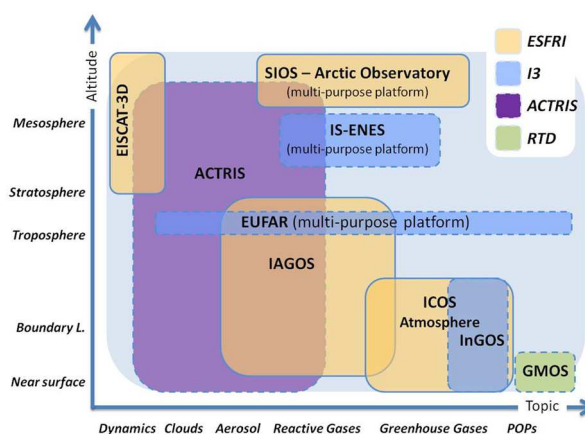 Altitude
Mesosphere
Stratosphere
Troposphere
Boundary L.
Near surface
EISCAT-3D
SIOS – Arctic Observatory
(multi-purpose platform)
IS-ENES
(multi-purpose platform)
ACTRIS
EUFAR (multi-purpose platform)
IAGOS
ICOS
Atmosphere
InGOS
GMOS
ESFRI
I3
ACTRIS
RTD
Topic
Dynamics Clouds Aerosol Reactive Gases Greenhouse Gases POPs